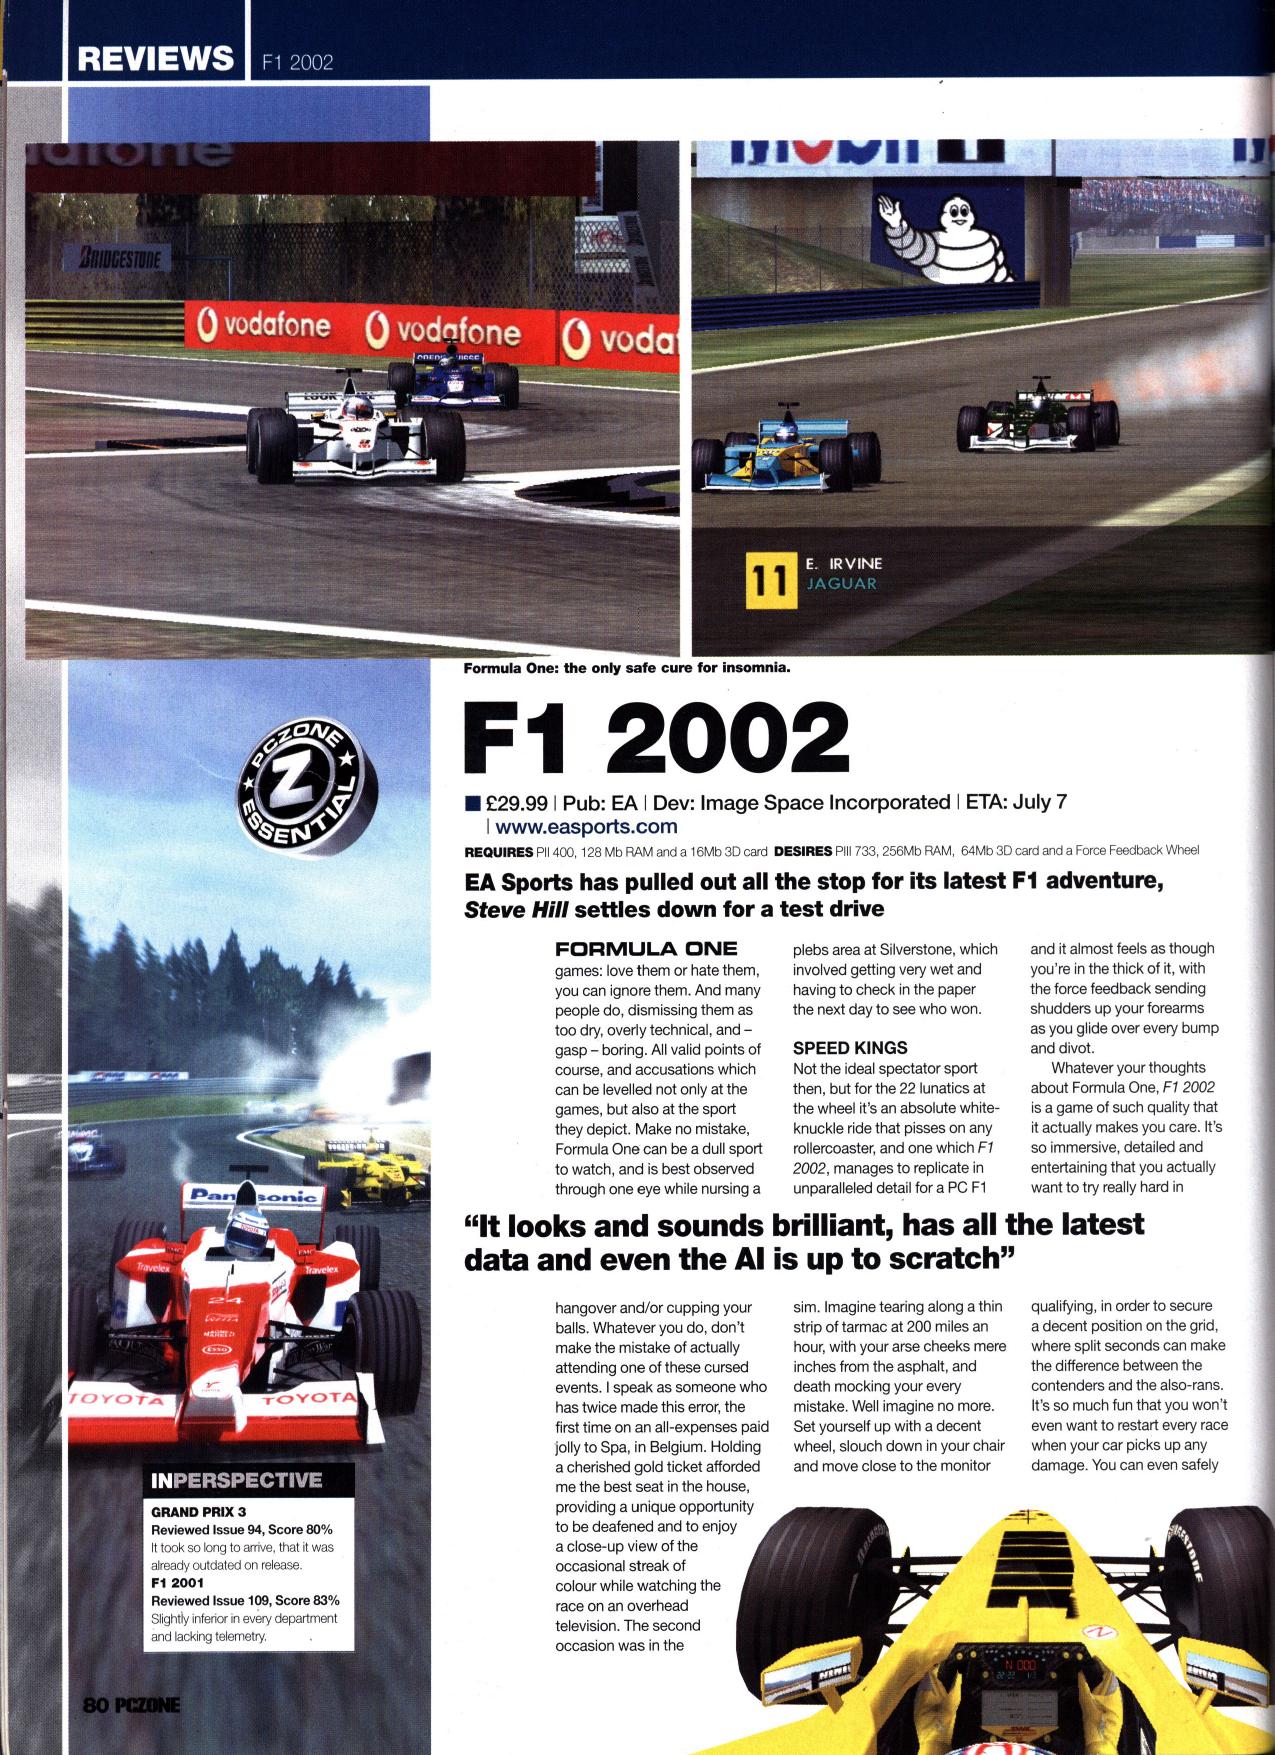 REVIEWS
F1 2002
vodafone
BRIDGESTONE
vodafone vodafone vodaf
CREDIT SUISSE
LOOK
Mobil 1
11
E. IRVINE
JAGUAR
Formula One: the only safe cure for insomnia.
PCZONE
Z
ESSENTIAL
F1 2002
£29.99 | Pub: EA | Dev: Image Space Incorporated | ETA: July 7
| www.easports.com
REQUIRES PII 400, 128 Mb RAM and a 16Mb 3D card DESIRES PIII 733, 256Mb RAM, 64Mb 3D card and a Force Feedback Wheel
EA Sports has pulled out all the stop for its latest F1 adventure,
Steve Hill settles down for a test drive
FORMULA ONE
games: love them or hate them,
you can ignore them. And many
people do, dismissing them as
too dry, overly technical, and –
gasp – boring. All valid points of
course, and accusations which
can be levelled not only at the
games, but also at the sport
they depict. Make no mistake,
Formula One can be a dull sport
to watch, and is best observed
through one eye while nursing a
hangover and/or cupping your
balls. Whatever you do, don't
make the mistake of actually
attending one of these cursed
events. I speak as someone who
has twice made this error, the
first time on an all-expenses paid
jolly to Spa, in Belgium. Holding
a cherished gold ticket afforded
me the best seat in the house,
providing a unique opportunity
to be deafened and to enjoy
a close-up view of the
occasional streak of
colour while watching the
race on an overhead
television. The second
occasion was in the
plebs area at Silverstone, which
involved getting very wet and
having to check in the paper
the next day to see who won.
SPEED KINGS
Not the ideal spectator sport
then, but for the 22 lunatics at
the wheel it's an absolute white-
knuckle ride that pisses on any
rollercoaster, and one which F1
2002, manages to replicate in
unparalleled detail for a PC F1
sim. Imagine tearing along a thin
strip of tarmac at 200 miles an
hour, with your arse cheeks mere
inches from the asphalt, and
death mocking your every
mistake. Well imagine no more.
Set yourself up with a decent
wheel, slouch down in your chair
and move close to the monitor
and it almost feels as though
you're in the thick of it, with
the force feedback sending
shudders up your forearms
as you glide over every bump
and divot.
Whatever your thoughts
about Formula One, F1 2002
is a game of such quality that
it actually makes you care. It's
so immersive, detailed and
entertaining that you actually
want to try really hard in
qualifying, in order to secure
a decent position on the grid,
where split seconds can make
the difference between the
contenders and the also-rans.
It's so much fun that you won't
even want to restart every race
when your car picks up any
damage. You can even safely
"It looks and sounds brilliant, has all the latest
data and even the AI is up to scratch"
Panasonic
Travelex
Travelex
24
Esso
TOYOTA
TOYOTA
INPERSPECTIVE
GRAND PRIX 3
Reviewed Issue 94, Score 80%
It took so long to arrive, that it was
already outdated on release.
F1 2001
Reviewed Issue 109, Score 83%
Slightly inferior in every department
and lacking telemetry.
BRIDGESTONE
N 000
80 PCZONE